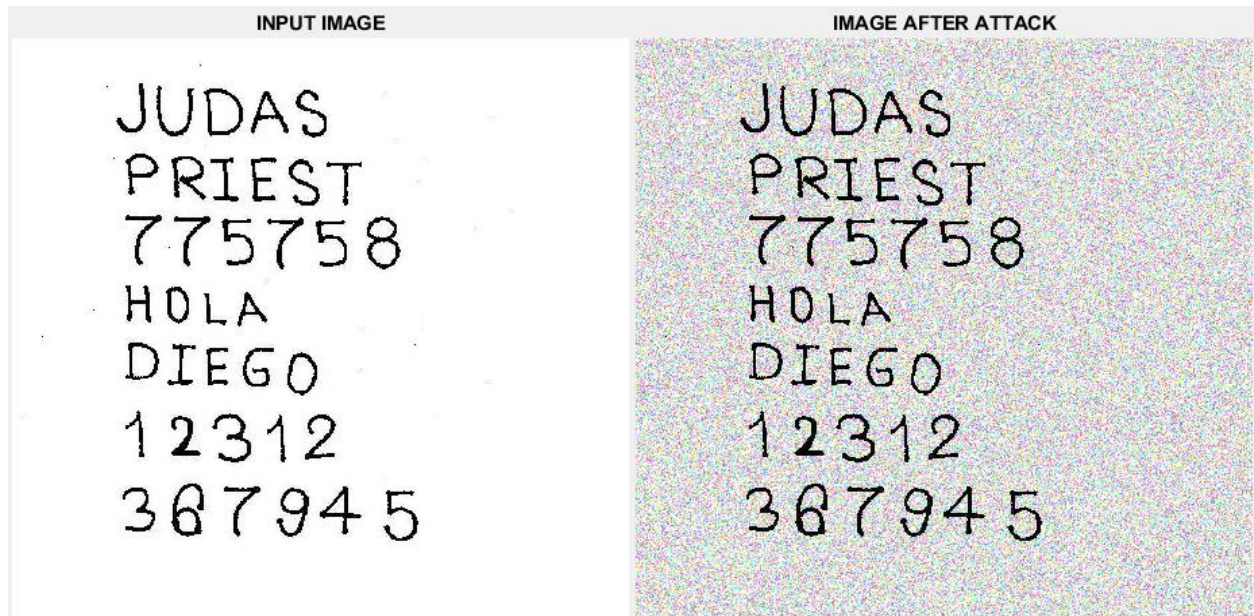 INPUT IMAGE
JUDAS
PRIEST
775758
HOLA
DIEGO
12312
367945
IMAGE AFTER ATTACK
JUDAS
PRIEST
775758
HOLA
DIEGO
12312
367945